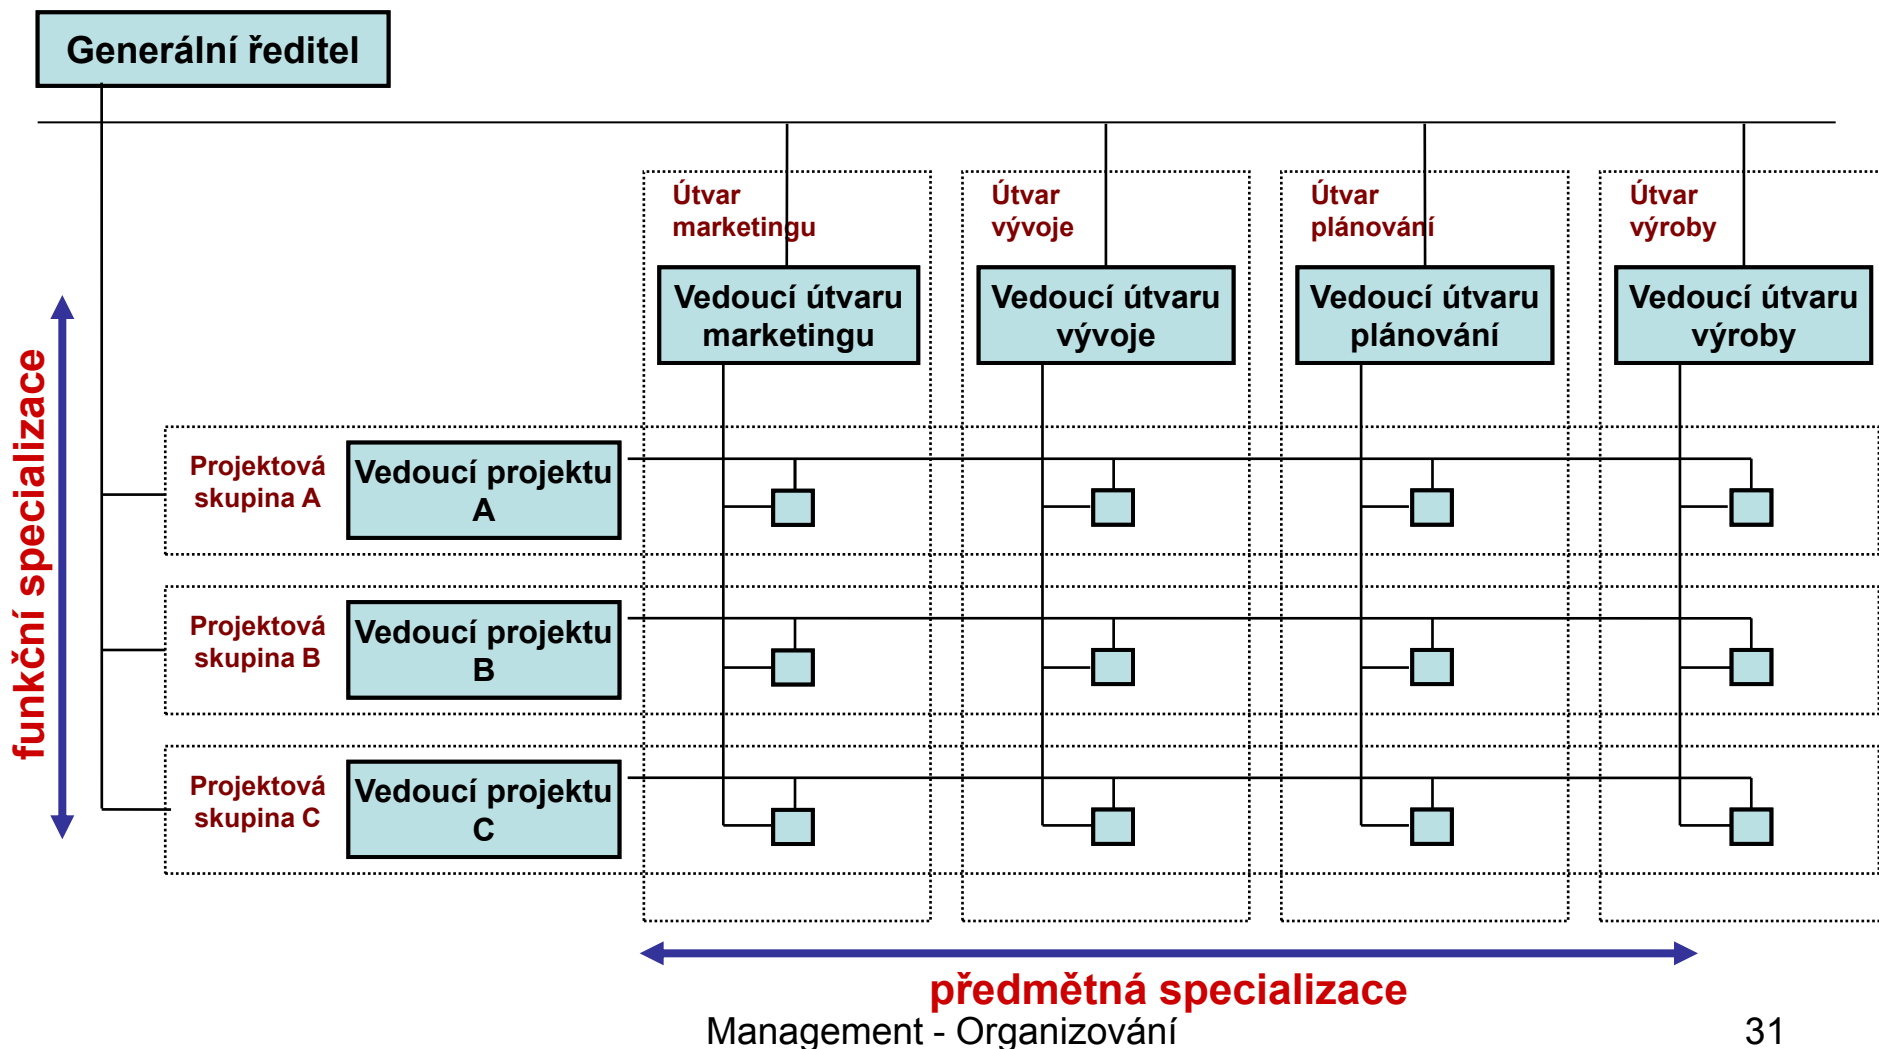 Generální ředitel
Útvar
marketingu
Útvar
vývoje
Útvar
plánování
Útvar
výroby
Vedoucí útvaru
marketingu
Vedoucí útvaru
vývoje
Vedoucí útvaru
plánování
Vedoucí útvaru
výroby
funkční specializace
Projektová
skupina A
Vedoucí projektu
A
Projektová
skupina B
Vedoucí projektu
B
Projektová
skupina C
Vedoucí projektu
C
předmětná specializace
Management - Organizování
31